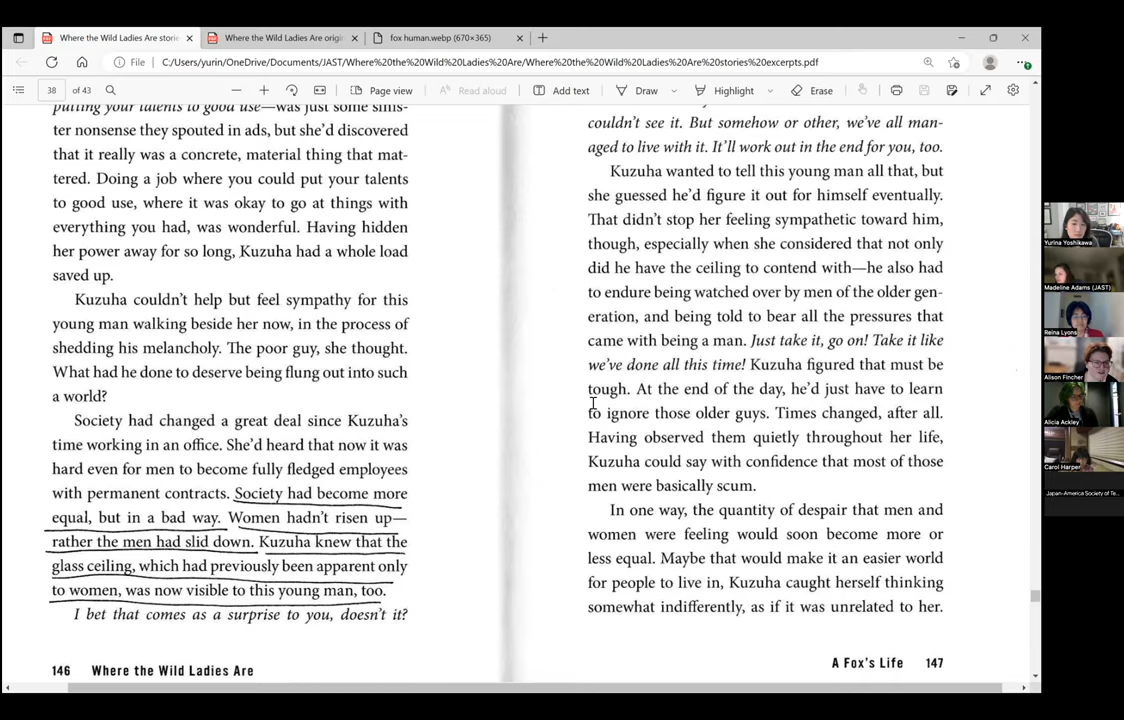 Where the Wild Ladies Are storie
Where the Wild Ladies Are origi
fox human.webp (670×365)
File
C:/Users/yurin/OneDrive/Documents/JAST/Where%20the%20Wild%20Ladies%20Are/Where%20the%20Wild%20Ladies%20Are%20stories%20excerpts.pdf
38 of 43
Page view
Read aloud
Add text
Draw
Highlight
Erase
putting your talents to good use—was just some sinis-
ter nonsense they spouted in ads, but she'd discovered
that it really was a concrete, material thing that mat-
tered. Doing a job where you could put your talents
to good use, where it was okay to go at things with
everything you had, was wonderful. Having hidden
her power away for so long, Kuzuha had a whole load
saved up.
Kuzuha couldn't help but feel sympathy for this
young man walking beside her now, in the process of
shedding his melancholy. The poor guy, she thought.
What had he done to deserve being flung out into such
a world?
Society had changed a great deal since Kuzuha's
time working in an office. She'd heard that now it was
hard even for men to become fully fledged employees
with permanent contracts. Society had become more
equal, but in a bad way. Women hadn't risen up—
rather the men had slid down. Kuzuha knew that the
glass ceiling, which had previously been apparent only
to women, was now visible to this young man, too.
I bet that comes as a surprise to you, doesn't it?
146 Where the Wild Ladies Are
couldn't see it. But somehow or other, we've all man-
aged to live with it. It'll work out in the end for you, too.
Kuzuha wanted to tell this young man all that, but
she guessed he'd figure it out for himself eventually.
That didn't stop her feeling sympathetic toward him,
though, especially when she considered that not only
did he have the ceiling to contend with—he also had
to endure being watched over by men of the older gen-
eration, and being told to bear all the pressures that
came with being a man. Just take it, go on! Take it like
we've done all this time! Kuzuha figured that must be
tough. At the end of the day, he'd just have to learn
to ignore those older guys. Times changed, after all.
Having observed them quietly throughout her life,
Kuzuha could say with confidence that most of those
men were basically scum.
In one way, the quantity of despair that men and
women were feeling would soon become more or
less equal. Maybe that would make it an easier world
for people to live in, Kuzuha caught herself thinking
somewhat indifferently, as if it was unrelated to her.
A Fox's Life 147
Yurina Yoshikawa
Madeline Adams (JAST)
Reina Lyons
Alison Fincher
Alicia Ackley
Carol Harper
Japan-America Society of Te...